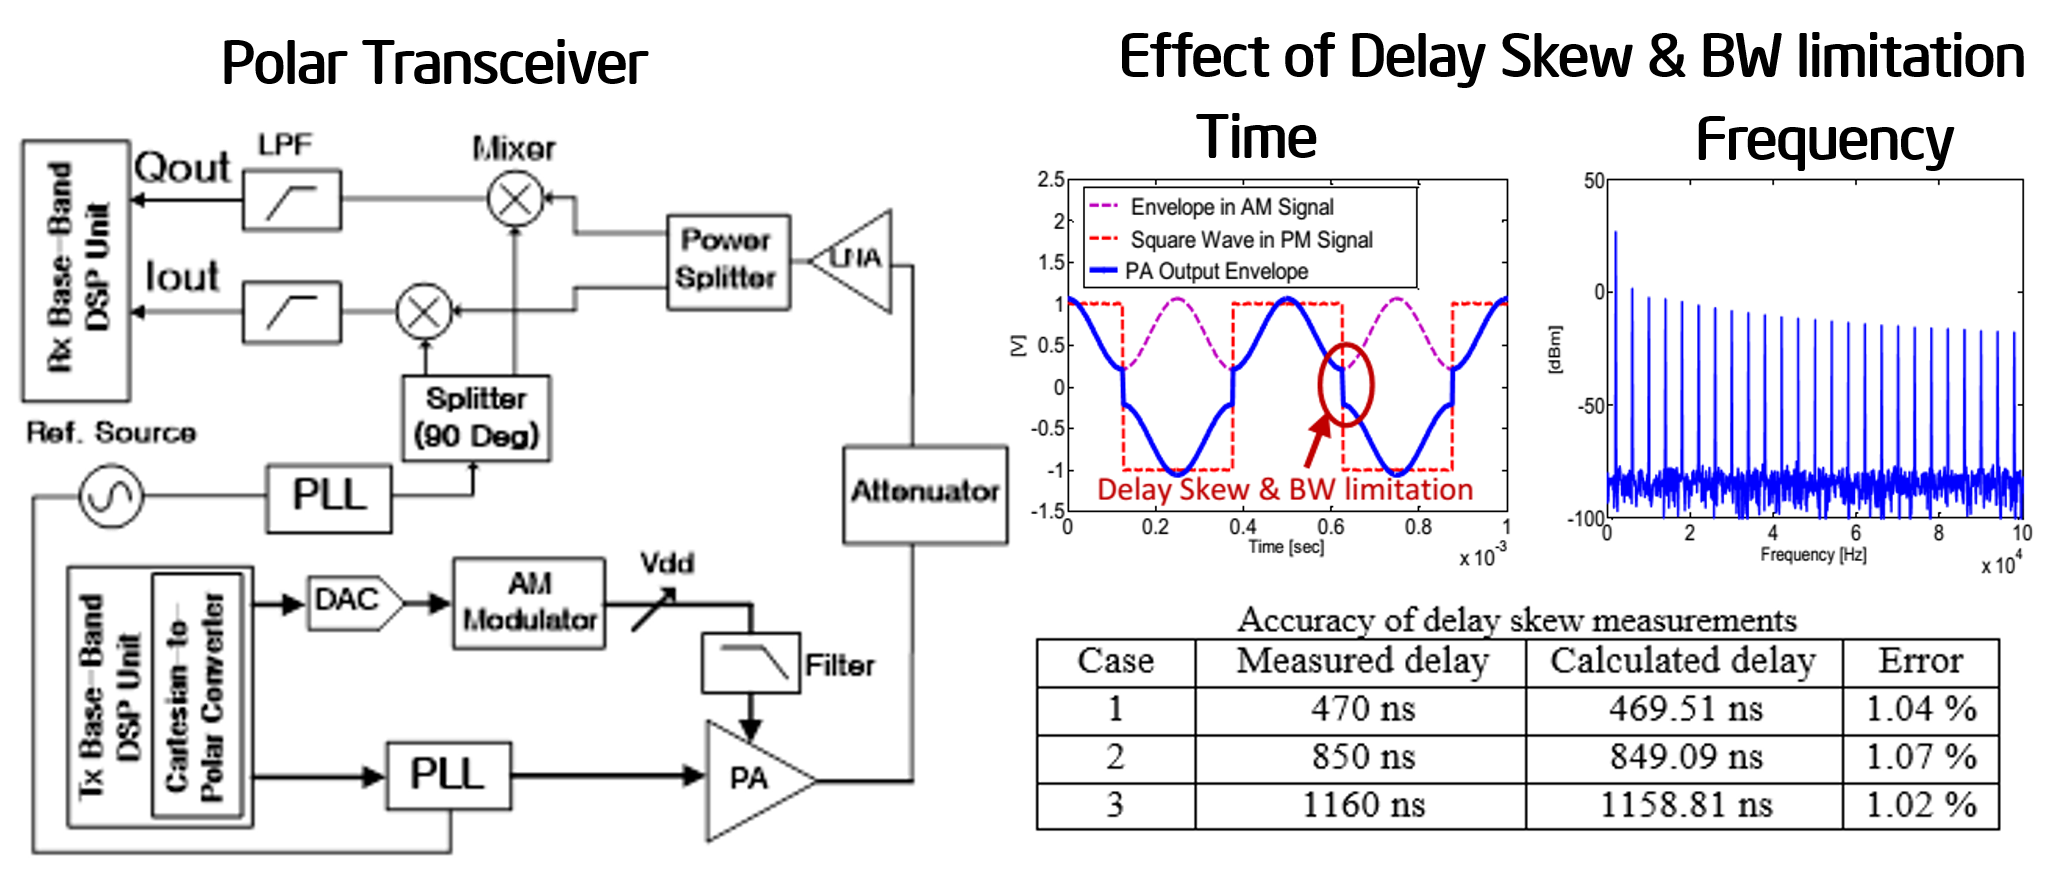 Polar Transceiver
Rx Base-Band
DSP Unit
Qout
LPF
Mixer
Iout
Power
Splitter
LNA
Splitter
(90 Deg)
Ref. Source
PLL
Attenuator
Tx Base-Band
DSP Unit
Cartesian-to-
Polar Converter
DAC
AM
Modulator
Vdd
Filter
PLL
PA
Effect of Delay Skew & BW limitation
Time
2.5
2
1.5
1
0.5
0
-0.5
-1
-1.5
[V]
Envelope in AM Signal
Square Wave in PM Signal
PA Output Envelope
Delay Skew & BW limitation
0 0.2 0.4 0.6 0.8 1
Time [sec]
x 10-3
Frequency
50
0
-50
-100
[dBm]
0 2 4 6 8 10
Frequency [Hz]
x 10 4
Accuracy of delay skew measurements
Case Measured delay Calculated delay Error
1 470 ns 469.51 ns 1.04 %
2 850 ns 849.09 ns 1.07 %
3 1160 ns 1158.81 ns 1.02 %